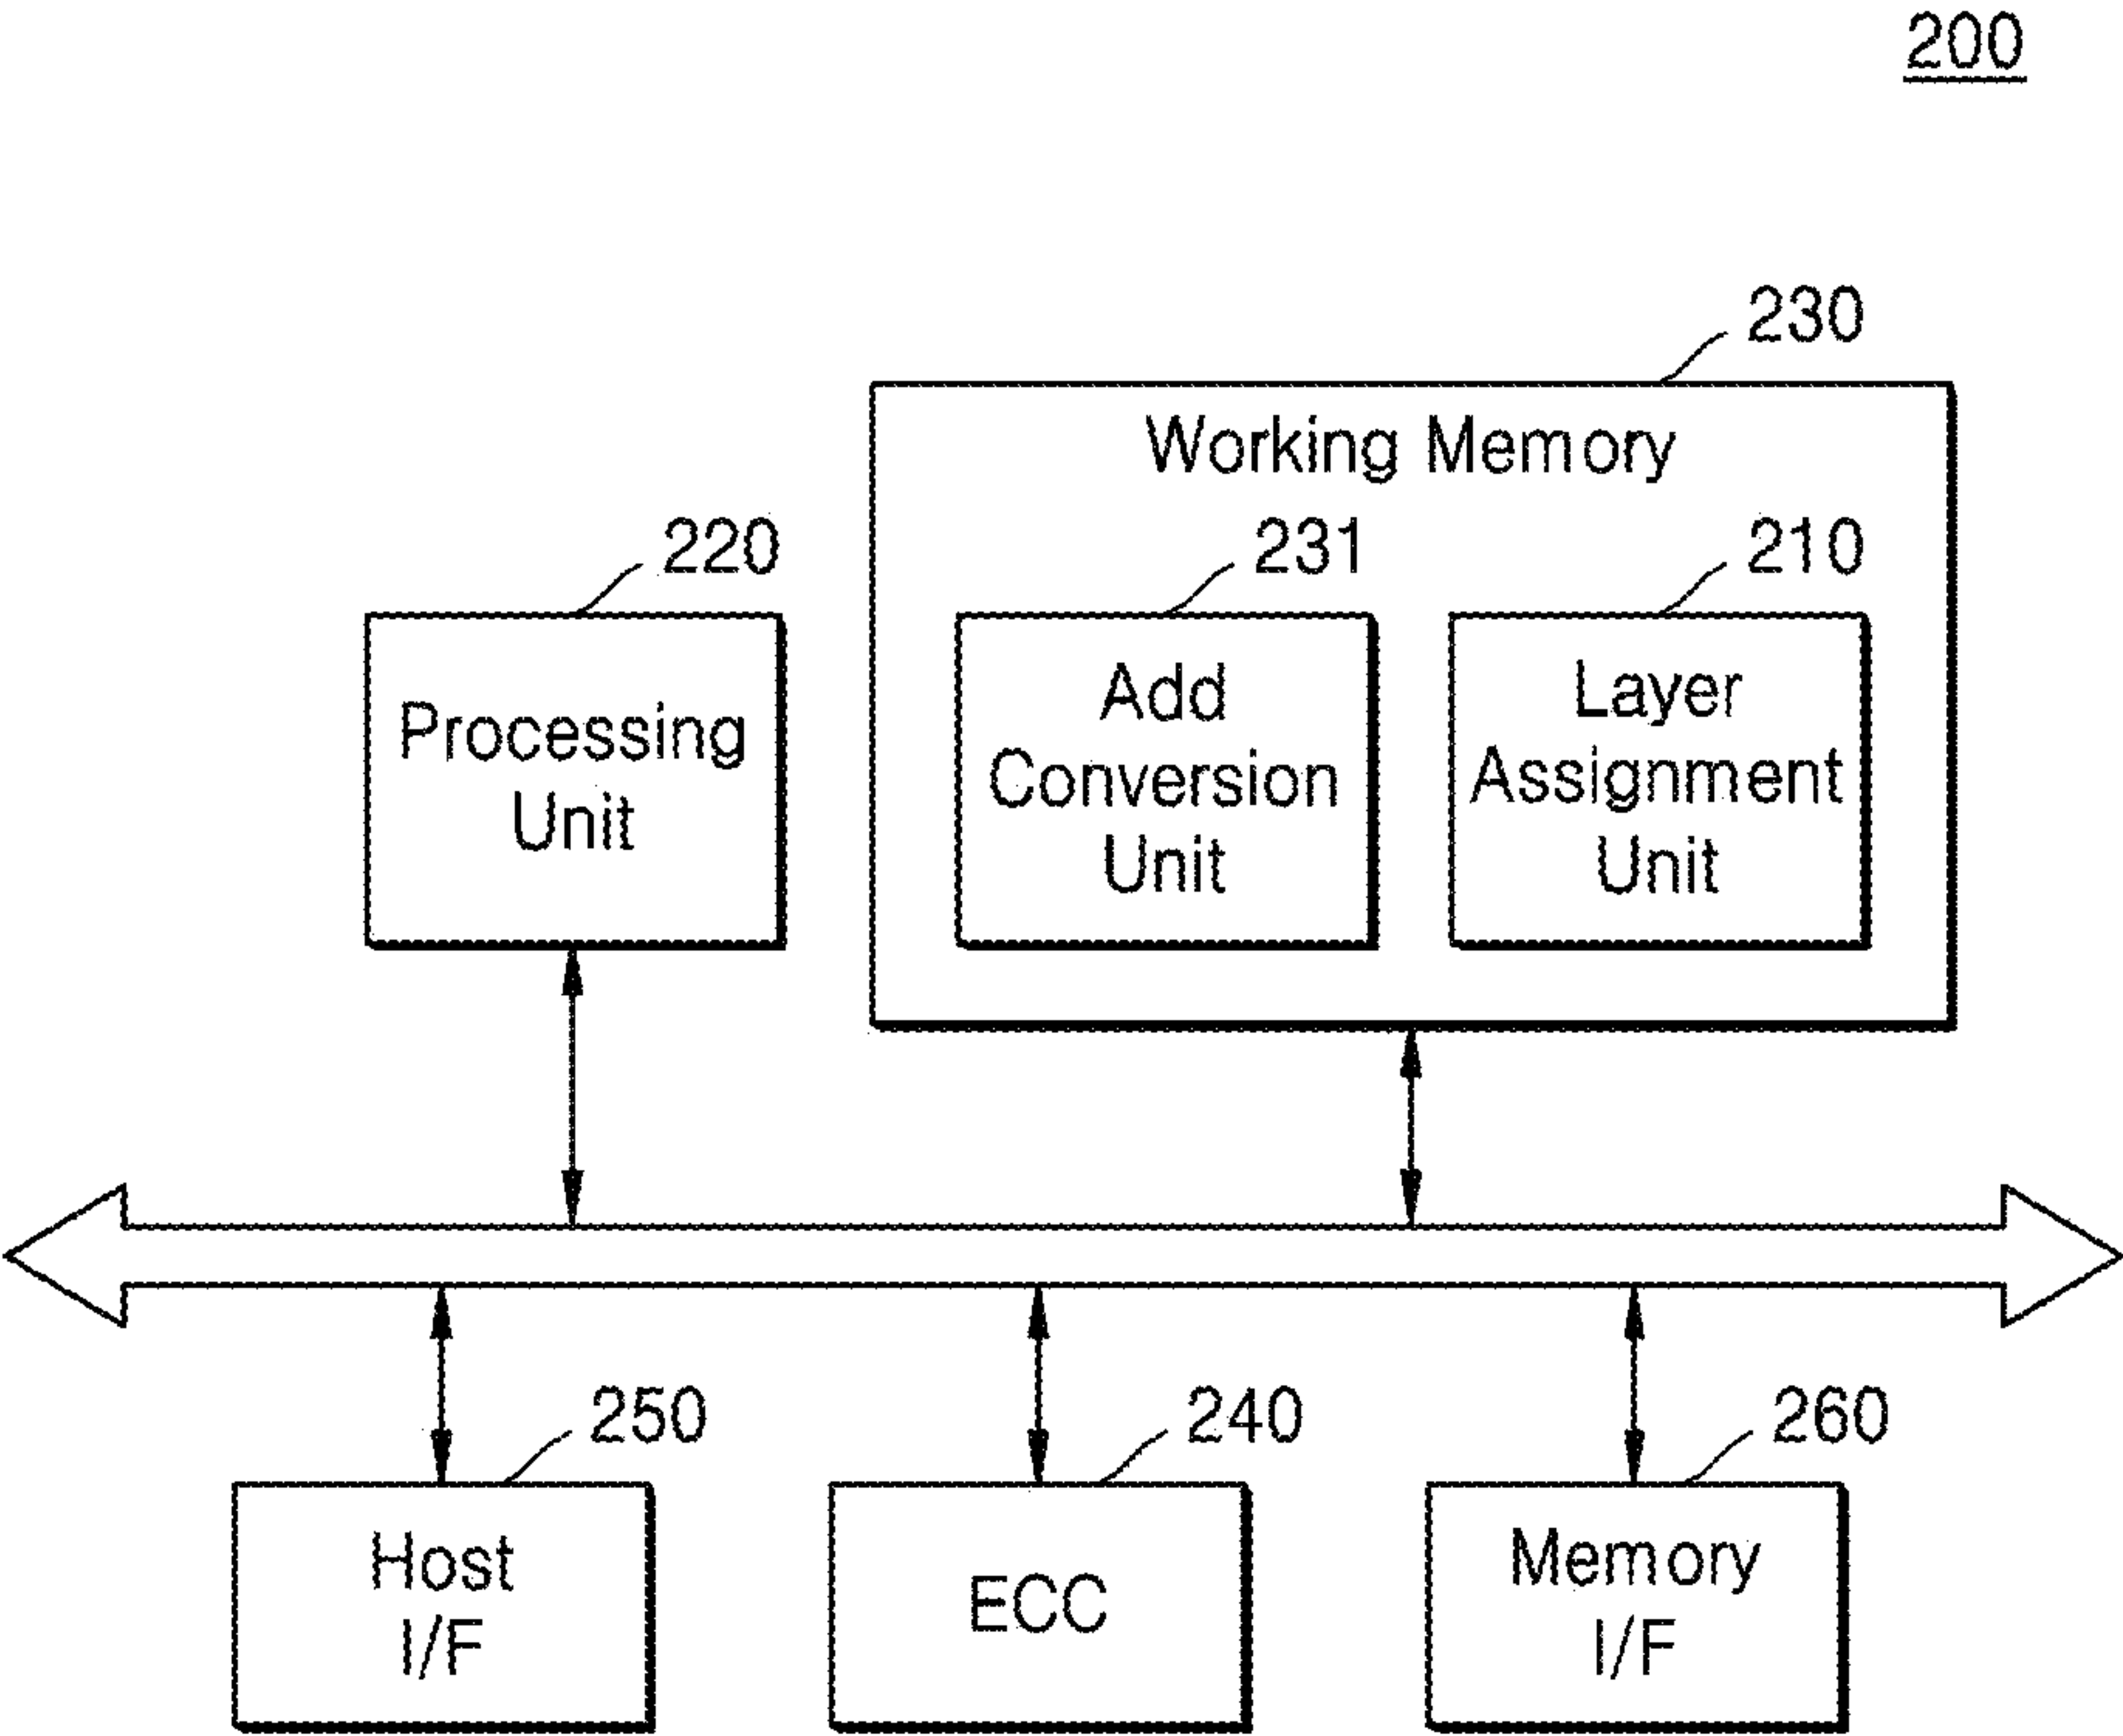 200
230
Working Memory
220
231
210
Processing
Unit
Add
Conversion
Unit
Layer
Assignment
Unit
250
240
260
Host
I/F
ECC
Memory
I/F